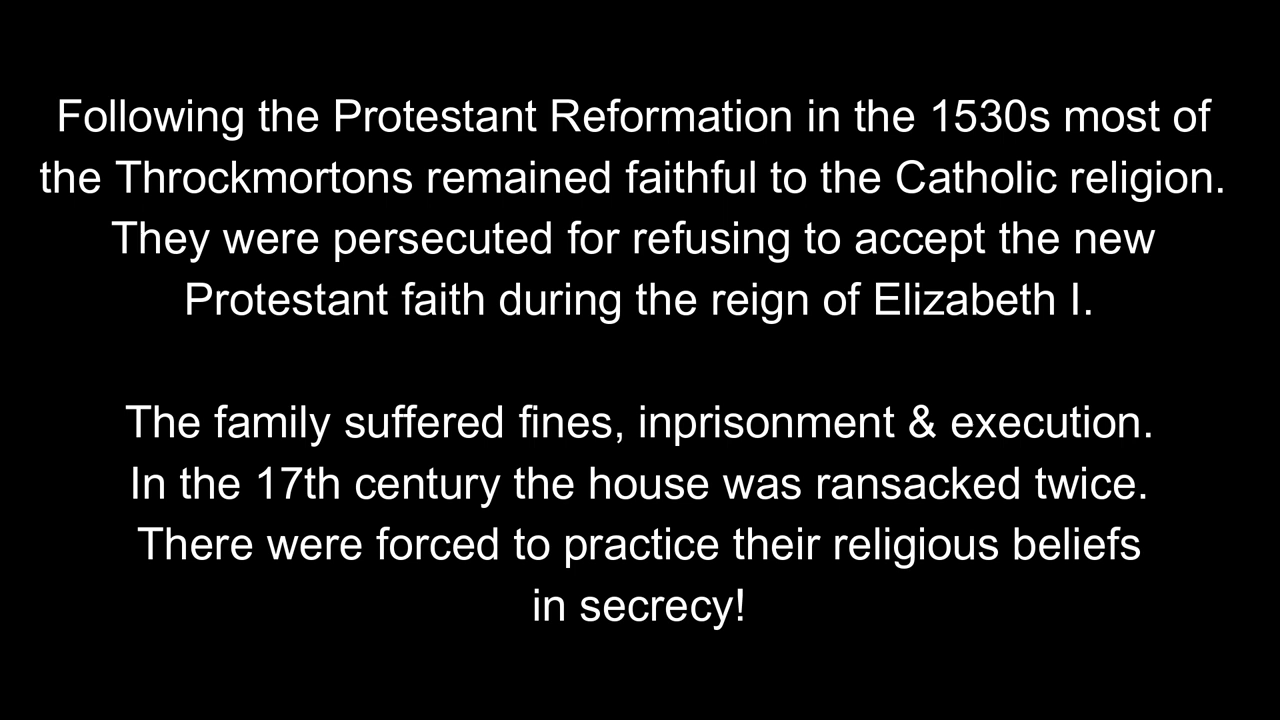 Following the Protestant Reformation in the 1530s most of
the Throckmortons remained faithful to the Catholic religion.
They were persecuted for refusing to accept the new
Protestant faith during the reign of Elizabeth I.
The family suffered fines, inprisonment & execution.
In the 17th century the house was ransacked twice.
There were forced to practice their religious beliefs
in secrecy!